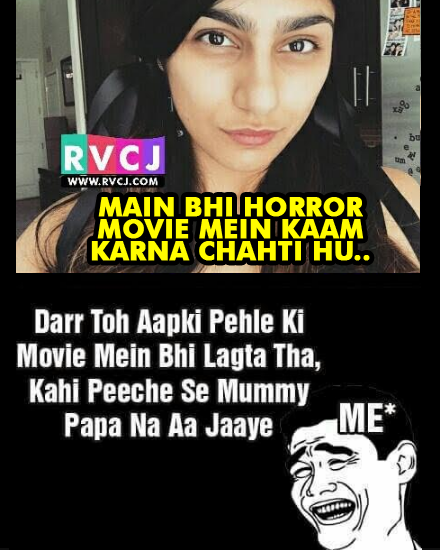 RVCJ
WWW.RVCJ.COM
MAIN BHI HORROR
MOVIE MEIN KAAM
KARNA CHAHTI HU..
Darr Toh Aapki Pehle Ki
Movie Mein Bhi Lagta Tha,
Kahi Peeche Se Mummy
Papa Na Aa Jaaye
ME*